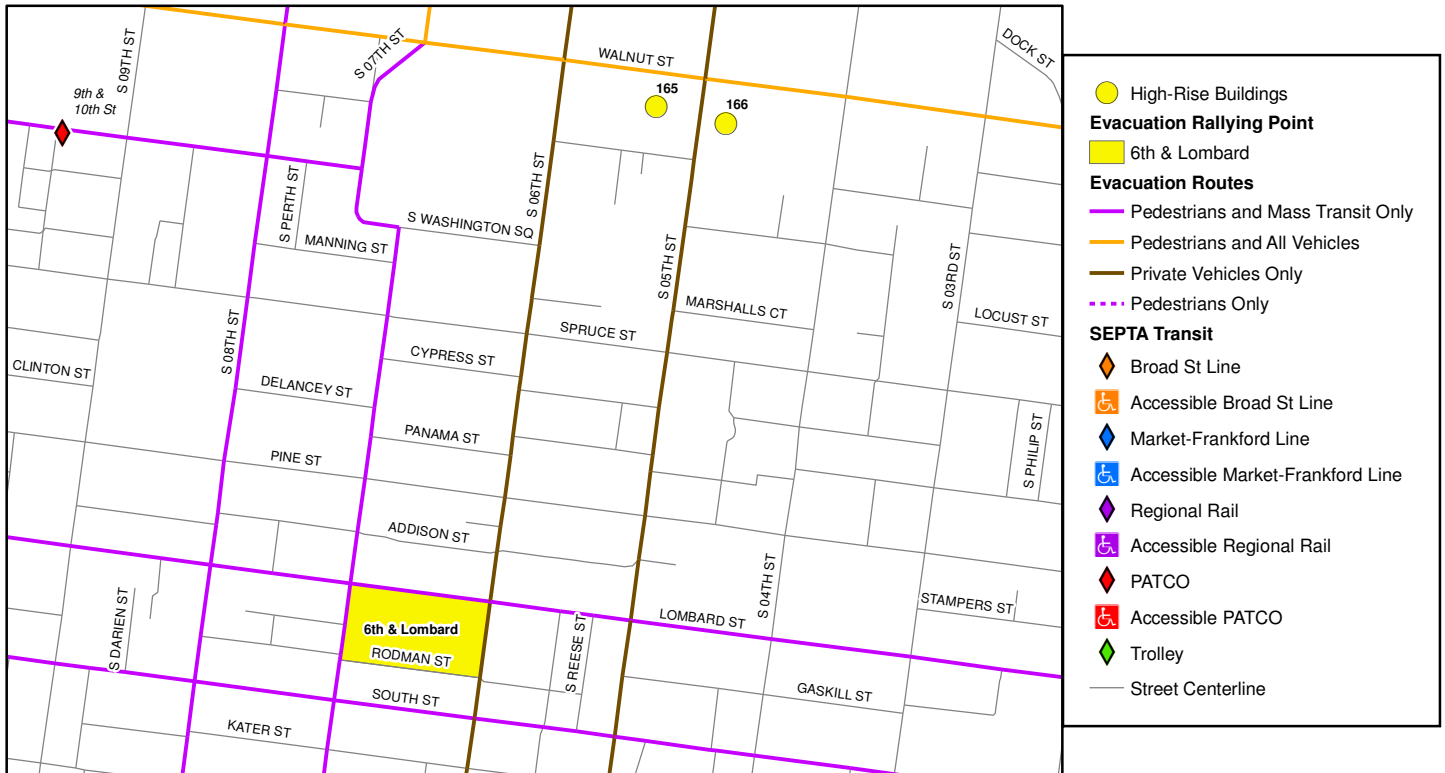 WALNUT ST
DOCK ST
S 09TH ST
S 07TH ST
9th &
10th St
165
166
S 06TH ST
S PERTH ST
S WASHINGTON SQ
MANNING ST
S 05TH ST
S 03RD ST
MARSHALLS CT
LOCUST ST
SPRUCE ST
S 08TH ST
CYPRESS ST
CLINTON ST
DELANCEY ST
PANAMA ST
S PHILIP ST
PINE ST
ADDISON ST
S 04TH ST
STAMPERS ST
LOMBARD ST
S DARIEN ST
6th & Lombard
RODMAN ST
S REESE ST
SOUTH ST
GASKILL ST
KATER ST
High-Rise Buildings
Evacuation Rallying Point
6th & Lombard
Evacuation Routes
Pedestrians and Mass Transit Only
Pedestrians and All Vehicles
Private Vehicles Only
Pedestrians Only
SEPTA Transit
Broad St Line
Accessible Broad St Line
Market-Frankford Line
Accessible Market-Frankford Line
Regional Rail
Accessible Regional Rail
PATCO
Accessible PATCO
Trolley
Street Centerline